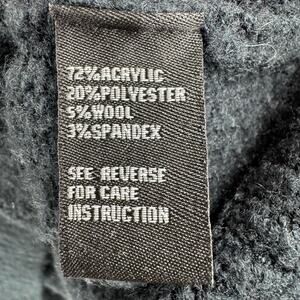 72%ACRYLIC
20%POLYESTER
5%WOOL
3%SPANDEX
SEE REVERSE
FOR CARE
INSTRUCTION